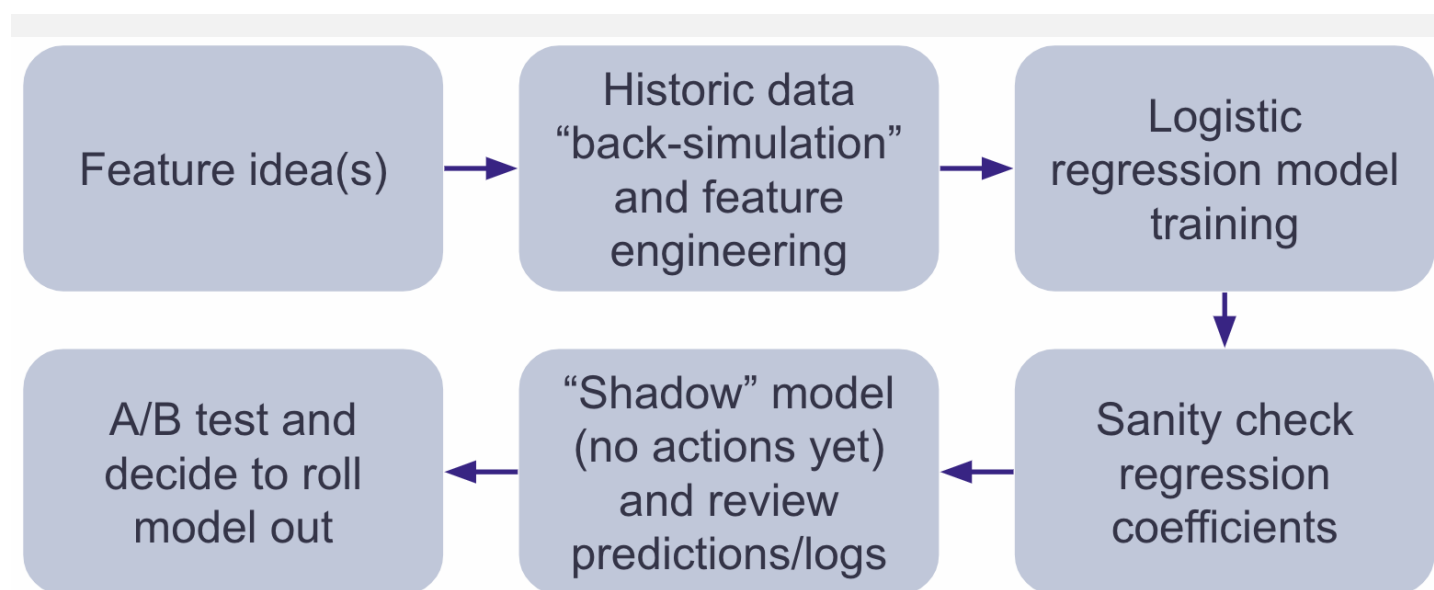 Feature idea(s)
Historic data
“back-simulation”
and feature
engineering
Logistic
regression model
training
Sanity check
regression
coefficients
“Shadow” model
(no actions yet)
and review
predictions/logs
A/B test and
decide to roll
model out